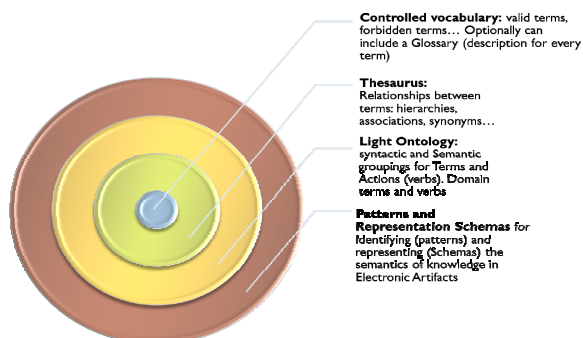 Controlled vocabulary: valid terms,
forbidden terms... Optionally can
include a Glossary (description for every
term)
Thesaurus:
Relationships between
terms: hierarchies,
associations, synonyms...
Light Ontology:
syntactic and Semantic
groupings for Terms and
Actions (verbs). Domain
terms and verbs
Patterns and
Representation Schemas for
Identifying (patterns) and
representing (Schemas) the
semantics of knowledge in
Electronic Artifacts